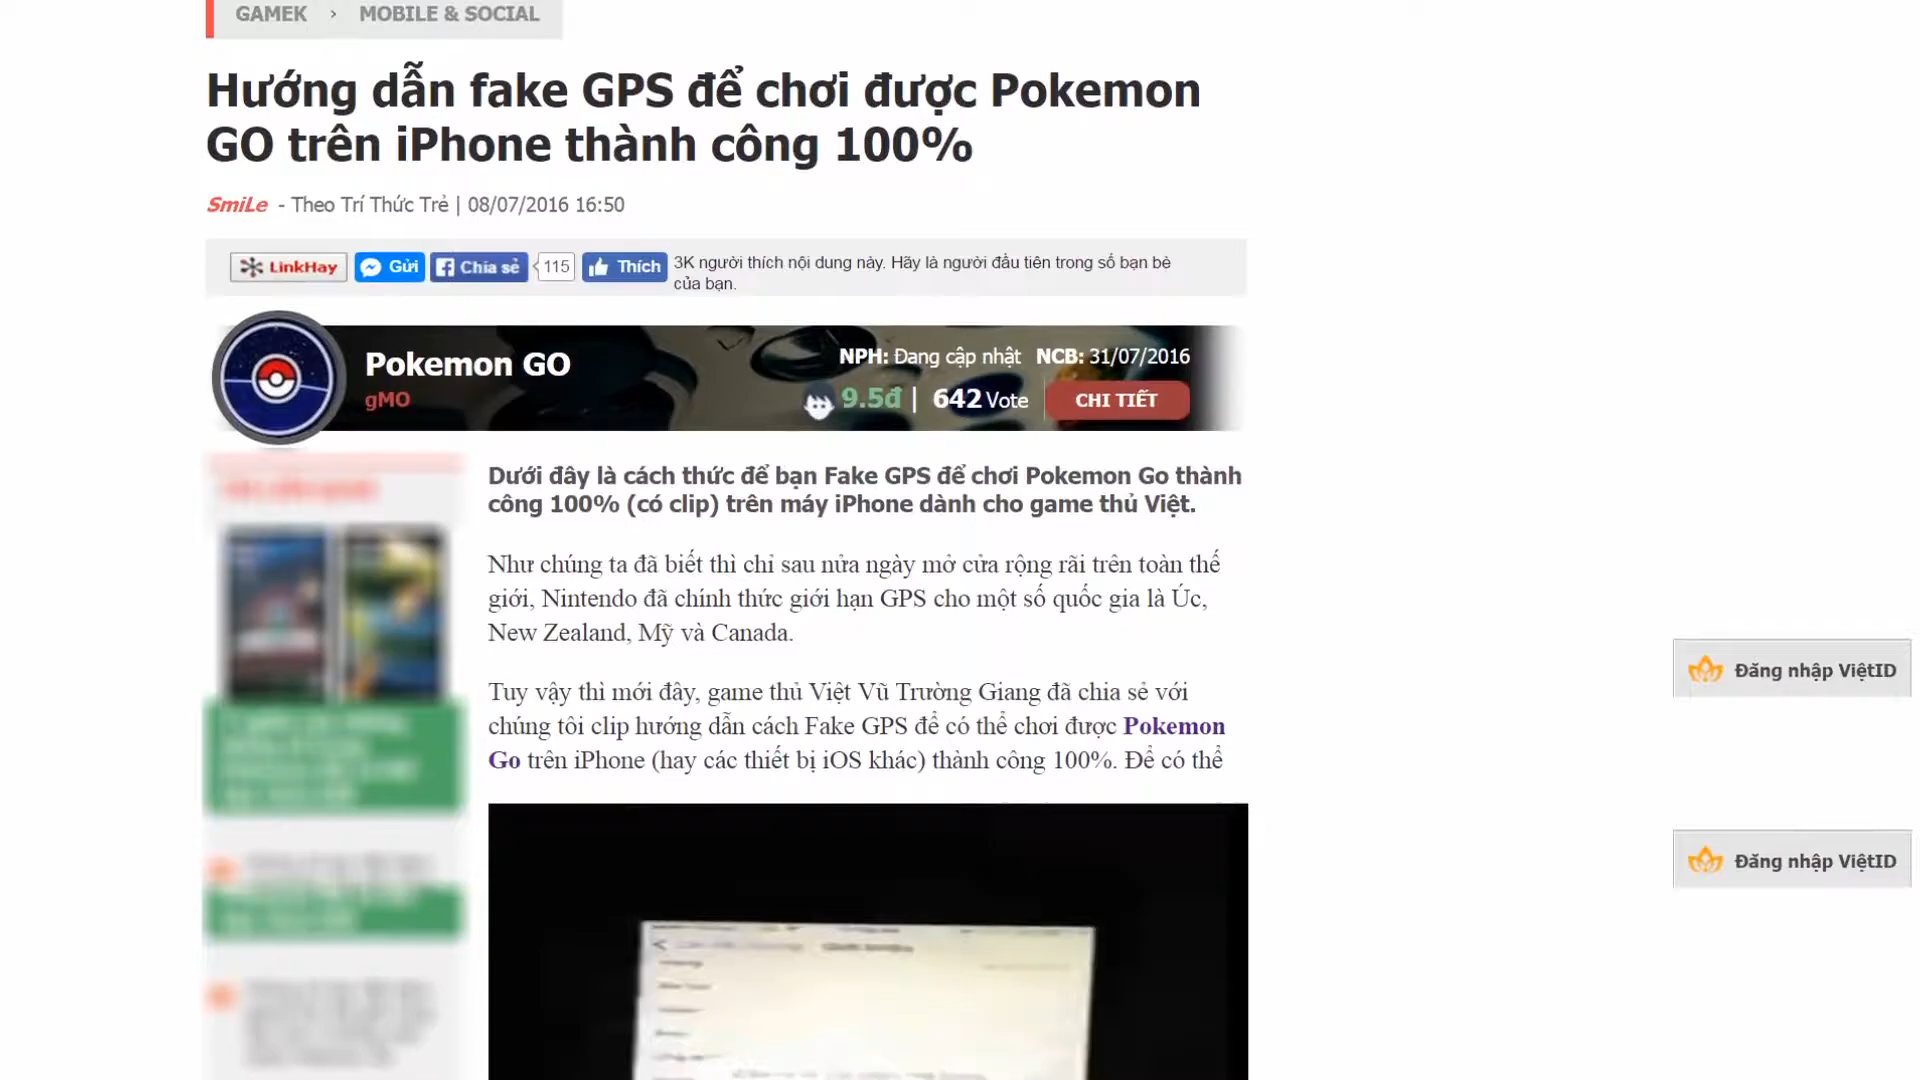 GAMEK › MOBILE & SOCIAL
Hướng dẫn fake GPS để chơi được Pokemon
GO trên iPhone thành công 100%
SmiLe - Theo Trí Thức Trẻ | 08/07/2016 16:50
LinkHay Gửi Chia sẻ 115 Thích 3K người thích nội dung này. Hãy là người đầu tiên trong số bạn bè
của bạn.
Pokemon GO
gMO
NPH: Đang cập nhật NCB: 31/07/2016
9.5đ | 642 Vote CHI TIẾT
Dưới đây là cách thức để bạn Fake GPS để chơi Pokemon Go thành
công 100% (có clip) trên máy iPhone dành cho game thủ Việt.
Như chúng ta đã biết thì chỉ sau nửa ngày mở cửa rộng rãi trên toàn thế
giới, Nintendo đã chính thức giới hạn GPS cho một số quốc gia là Úc,
New Zealand, Mỹ và Canada.
Tuy vậy thì mới đây, game thủ Việt Vũ Trường Giang đã chia sẻ với
chúng tôi clip hướng dẫn cách Fake GPS để có thể chơi được Pokemon
Go trên iPhone (hay các thiết bị iOS khác) thành công 100%. Để có thể
Đăng nhập ViệtID
Đăng nhập ViệtID